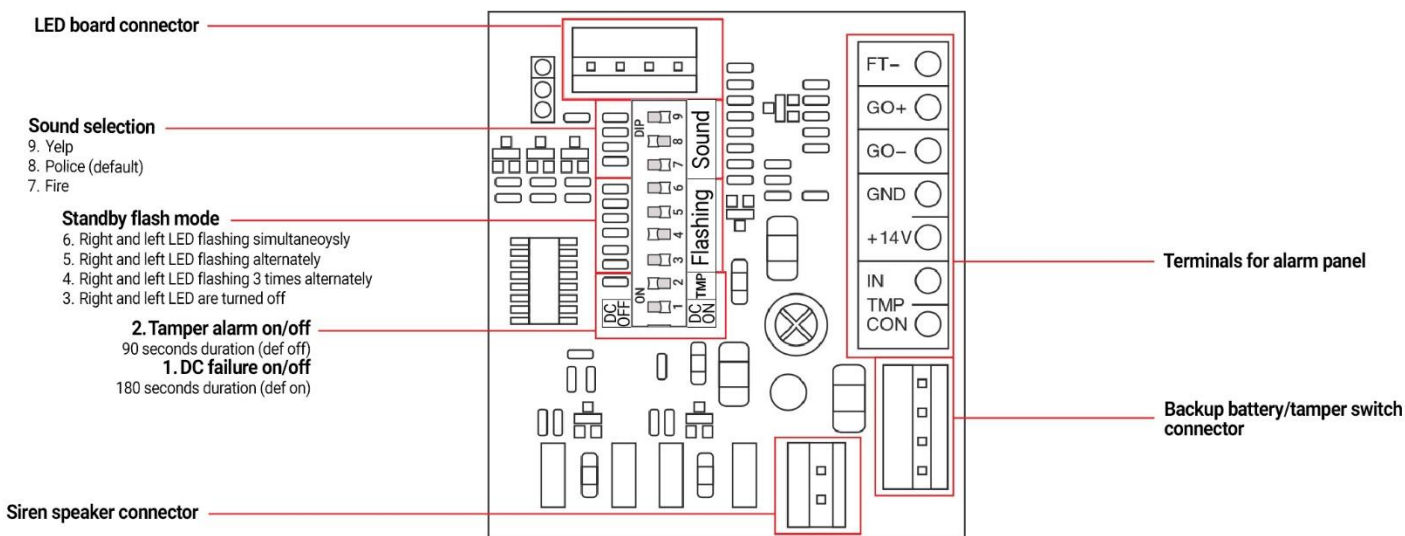 LED board connector
Sound selection
9. Yelp
8. Police (default)
7. Fire
Standby flash mode
6. Right and left LED flashing simultaneoysly
5. Right and left LED flashing alternately
4. Right and left LED flashing 3 times alternately
3. Right and left LED are turned off
2. Tamper alarm on/off
90 seconds duration (def off)
1. DC failure on/off
180 seconds duration (def on)
Siren speaker connector
DIP
ON
9
8
7
6
5
4
3
2
1
Sound
Flashing
TMP
DC OFF
DC ON
FT-
GO+
GO-
GND
+14V
IN
TMP
CON
Terminals for alarm panel
Backup battery/tamper switch
connector